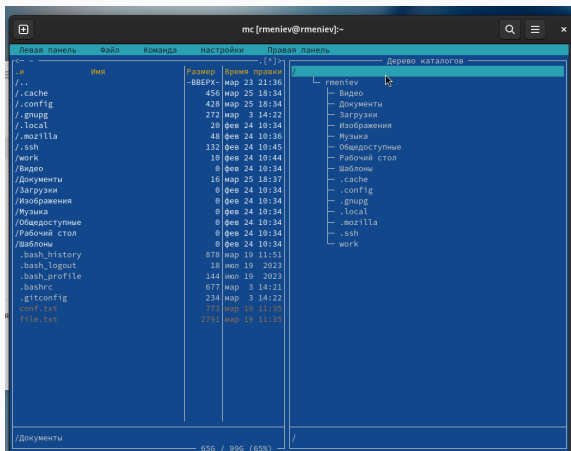 mc [rmeniev@rmeniev]:~
Левая панель Файл Команда Настройки Правая панель
<— ~ .[^]>
.и Имя Размер Время правки
/.. -ВВЕРХ- мар 23 21:36
/.cache 456 мар 25 18:34
/.config 428 мар 25 18:34
/.gnupg 272 мар 3 14:22
/.local 20 фев 24 10:34
/.mozilla 48 фев 24 10:36
/.ssh 132 фев 24 10:45
/work 10 фев 24 10:44
/Видео 0 фев 24 10:34
/Документы 16 мар 25 18:37
/Загрузки 0 фев 24 10:34
/Изображения 0 фев 24 10:34
/Музыка 0 фев 24 10:34
/Общедоступные 0 фев 24 10:34
/Рабочий стол 0 фев 24 10:34
/Шаблоны 0 фев 24 10:34
.bash_history 878 мар 19 11:51
.bash_logout 18 июл 19 2023
.bash_profile 144 июл 19 2023
.bashrc 677 мар 3 14:21
.gitconfig 234 мар 3 14:22
conf.txt 773 мар 19 11:35
file.txt 2791 мар 19 11:35
/Документы
65G / 99G (65%)
Дерево каталогов
/
rmeniev
Видео
Документы
Загрузки
Изображения
Музыка
Общедоступные
Рабочий стол
Шаблоны
.cache
.config
.gnupg
.local
.mozilla
.ssh
work
/